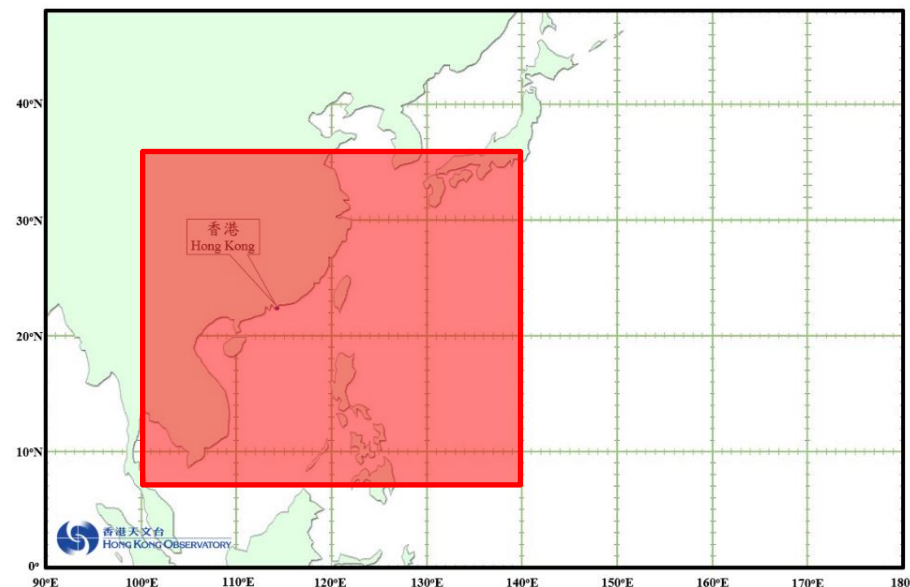 40°N
30°N
香港
Hong Kong
20°N
10°N
香港天文台
HONG KONG OBSERVATORY
0°
90°E 100°E 110°E 120°E 130°E 140°E 150°E 160°E 170°E 180